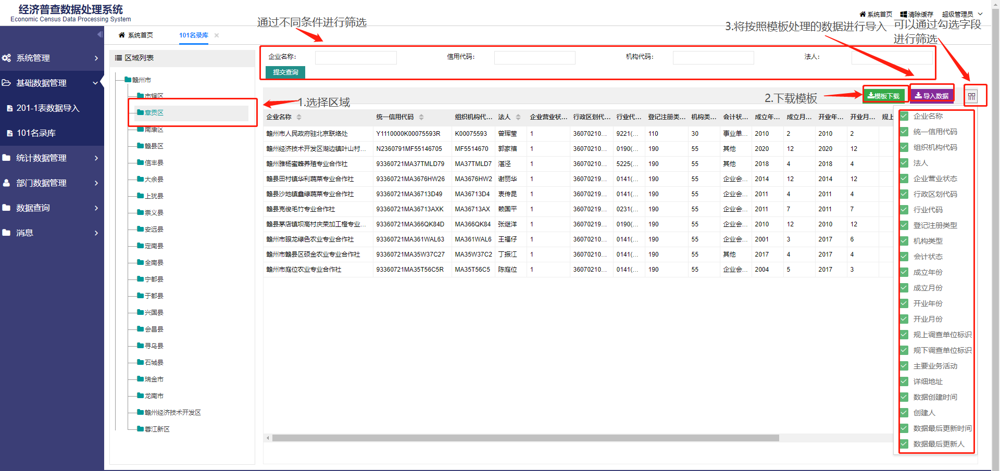 经济普查数据处理系统
Economic Census Data Processing System
系统首页
清除缓存
超级管理员
通过不同条件进行筛选
3.将按照模板处理的数据进行导入
可以通过勾选字段
进行筛选
系统首页
101名录库
系统管理
基础数据管理
201-1表数据导入
101名录库
统计数据管理
部门数据管理
数据查询
消息
区域列表
赣州市
市辖区
章贡区
南康区
赣县区
信丰县
大余县
上犹县
崇义县
安远县
定南县
全南县
宁都县
于都县
兴国县
会昌县
寻乌县
石城县
瑞金市
龙南市
赣州经济技术开发区
蓉江新区
1.选择区域
企业名称:
信用代码:
机构代码:
法人:
提交查询
2.下载模板
模板下载
导入数据
企业名称 统一信用代码 组织机构代... 法人 企业营业状... 行政区划代... 行业代... 登记注册类... 机构类... 会计状... 成立年... 成立月... 开业年... 开业月... 规上
赣州市人民政府驻北京联络处 Y1110000K00075593R K00075593 曾珲莹 1 36070210... 9221(... 110 30 事业单... 2010 2 2010 2
赣州经济技术开发区湖边镇叶山村... N2360791MF55146705 MF5514670 郭家禧 1 36070210... 0190(... 190 55 其他 2020 12 2020 12
赣州雅杨蜜蜂养殖专业合作社 93360721MA37TMLD79 MA37TMLD7 湛泾 1 36070210... 5225(... 190 55 其他 2018 4 2018 4
赣县田村镇华利蔬菜专业合作社 93360721MA3676HW26 MA3676HW2 谢丽华 1 36070219... 0141(... 190 55 企业会... 2014 12 2014 12
赣县沙地镇鑫绿蔬菜专业合作社 93360721MA36713D49 MA36713D4 衷传昆 1 36070219... 0141(... 190 55 企业会... 2011 4 2011 4
赣县克俊毛竹专业合作社 93360721MA36713AXK MA36713AX 赖国平 1 36070219... 0231(... 190 55 企业会... 2011 7 2011 7
赣县茅店镇坝高村庆荣加工橙专业... 93360721MA366QK84D MA366QK84 张继洋 1 36070219... 0190(... 190 55 企业会... 2010 12 2010 12
赣州市眼龙绿色农业专业合作社 93360721MA361WAL63 MA361WAL6 王福仔 1 36070210... 0141(... 190 55 企业会... 2001 3 2017 6
赣州市赣县区硕金农业专业合作社 93360721MA35W37C27 MA35W37C2 丁振江 1 36070210... 0141(... 190 55 其他 2017 4 2017 4
赣州市庭位农业专业合作社 93360721MA35T56C5R MA35T56C5 陈庭位 1 36070210... 0141(... 190 55 企业会... 2004 5 2017 3
企业名称
统一信用代码
组织机构代码
法人
企业营业状态
行政区划代码
行业代码
登记注册类型
机构类型
会计状态
成立年份
成立月份
开业年份
开业月份
规上调查单位标识
规下调查单位标识
主要业务活动
详细地址
数据创建时间
创建人
数据最后更新时间
数据最后更新人